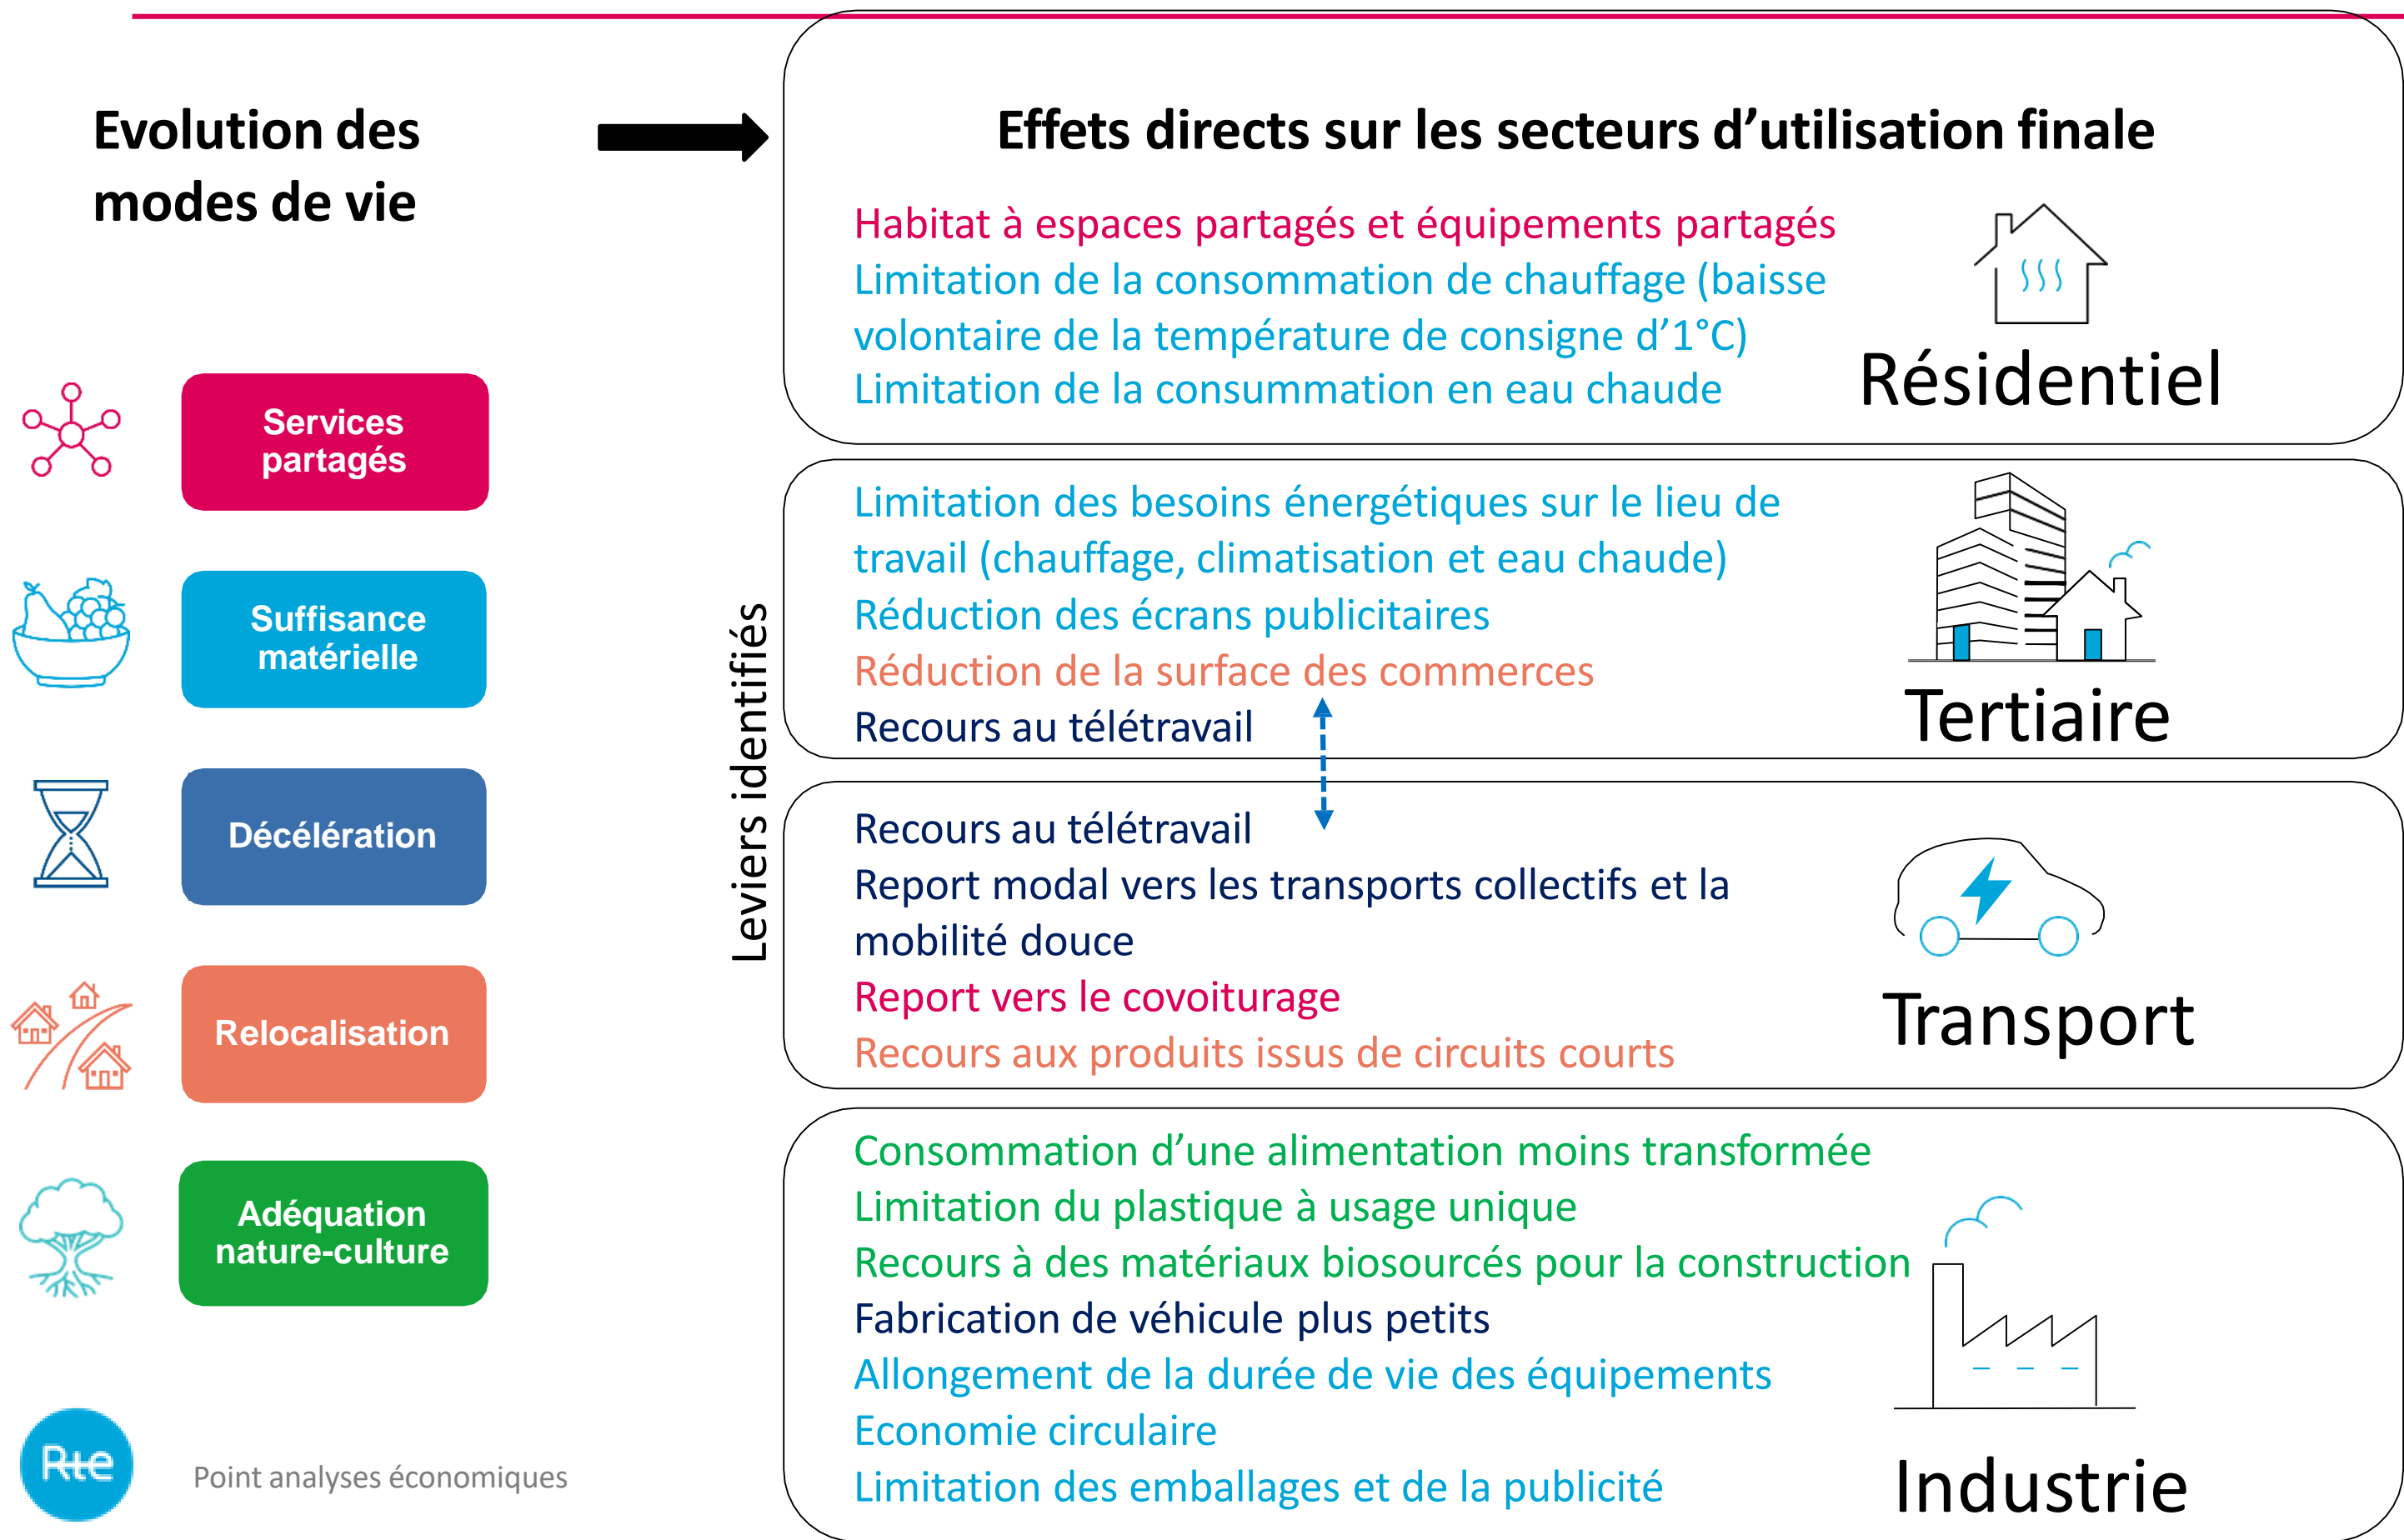 Evolution des
modes de vie
Services
partagés
Suffisance
matérielle
Décélération
Relocalisation
Adéquation
nature-culture
Rte
Point analyses économiques
Leviers identifiés
Effets directs sur les secteurs d’utilisation finale
Habitat à espaces partagés et équipements partagés
Limitation de la consommation de chauffage (baisse
volontaire de la température de consigne d’1°C)
Limitation de la consummation en eau chaude
Résidentiel
Limitation des besoins énergétiques sur le lieu de
travail (chauffage, climatisation et eau chaude)
Réduction des écrans publicitaires
Réduction de la surface des commerces
Recours au télétravail
Tertiaire
Recours au télétravail
Report modal vers les transports collectifs et la
mobilité douce
Report vers le covoiturage
Recours aux produits issus de circuits courts
Transport
Consommation d’une alimentation moins transformée
Limitation du plastique à usage unique
Recours à des matériaux biosourcés pour la construction
Fabrication de véhicule plus petits
Allongement de la durée de vie des équipements
Economie circulaire
Limitation des emballages et de la publicité
Industrie